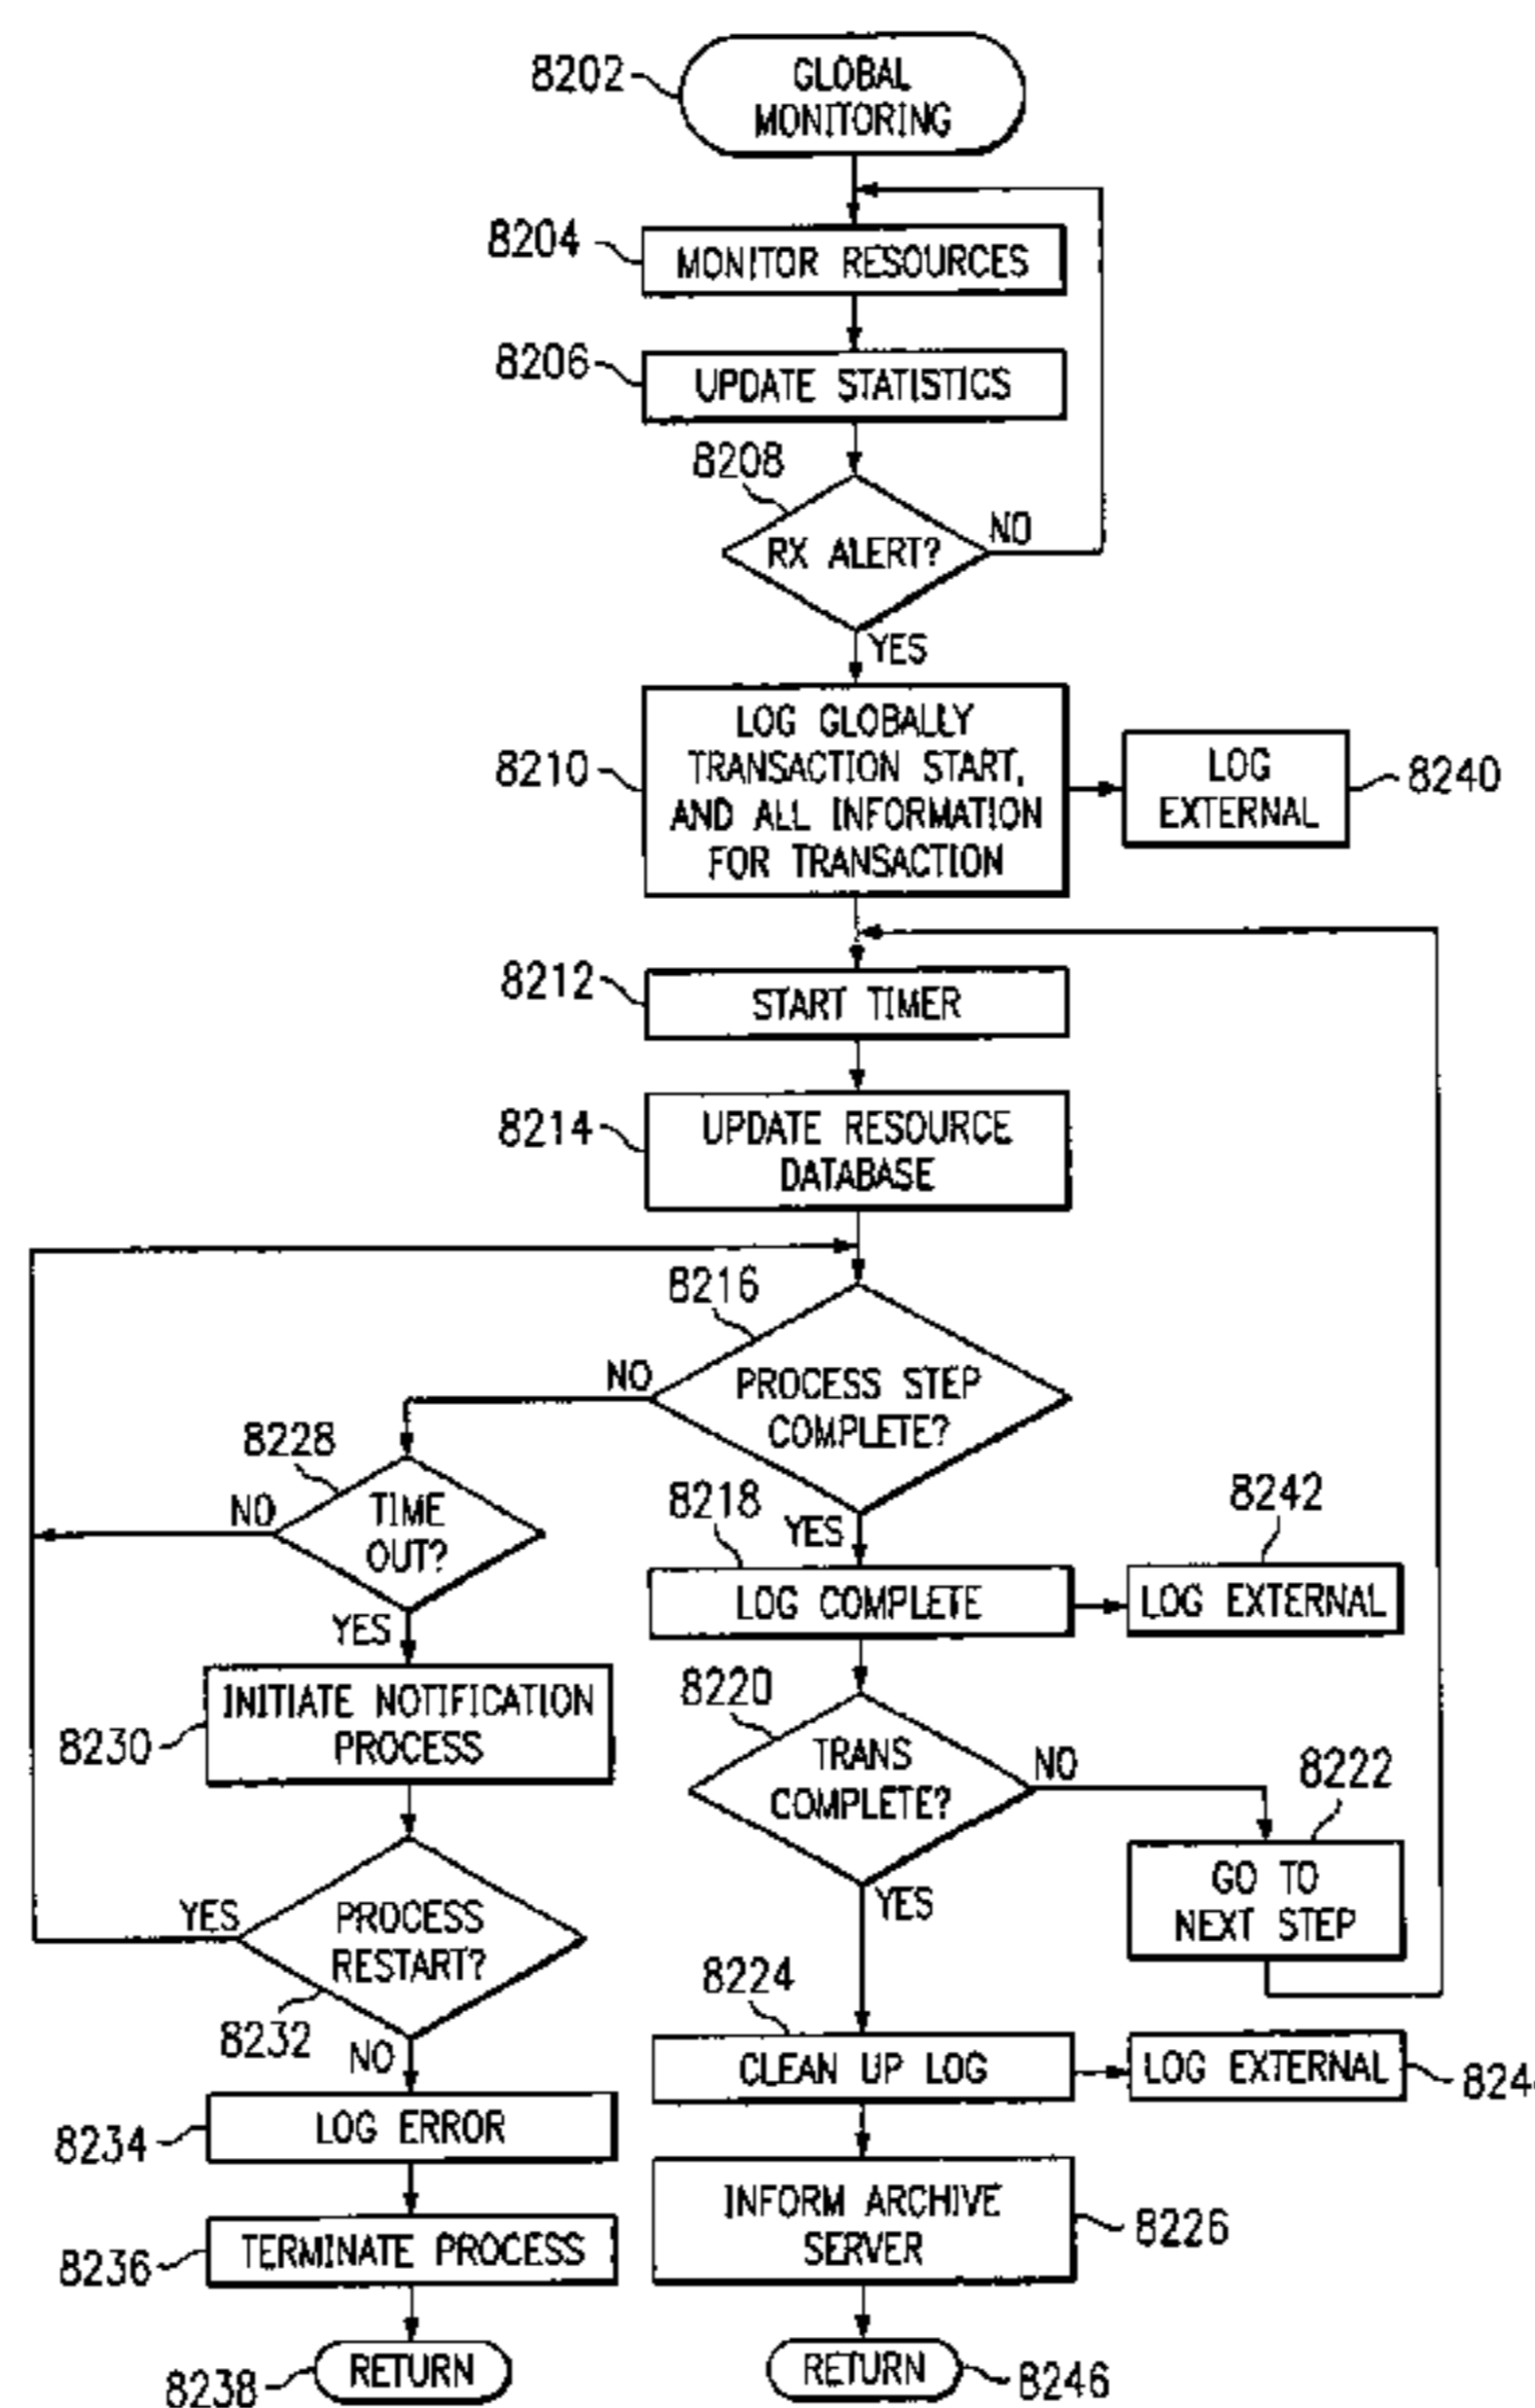 8202
GLOBAL
MONITORING
8204
MONITOR RESOURCES
8206
UPDATE STATISTICS
8208
RX ALERT?
NO
YES
8210
LOG GLOBALLY
TRANSACTION START,
AND ALL INFORMATION
FOR TRANSACTION
LOG
EXTERNAL
8240
8212
START TIMER
8214
UPDATE RESOURCE
DATABASE
8216
PROCESS STEP
COMPLETE?
NO
YES
8228
TIME
OUT?
NO
YES
8218
LOG COMPLETE
8242
LOG EXTERNAL
8230
INITIATE NOTIFICATION
PROCESS
8220
TRANS
COMPLETE?
NO
YES
8222
GO TO
NEXT STEP
PROCESS
RESTART?
YES
8232
NO
8224
CLEAN UP LOG
LOG EXTERNAL
8234
LOG ERROR
INFORM ARCHIVE
SERVER
8226
8236
TERMINATE PROCESS
8238
RETURN
RETURN
8246